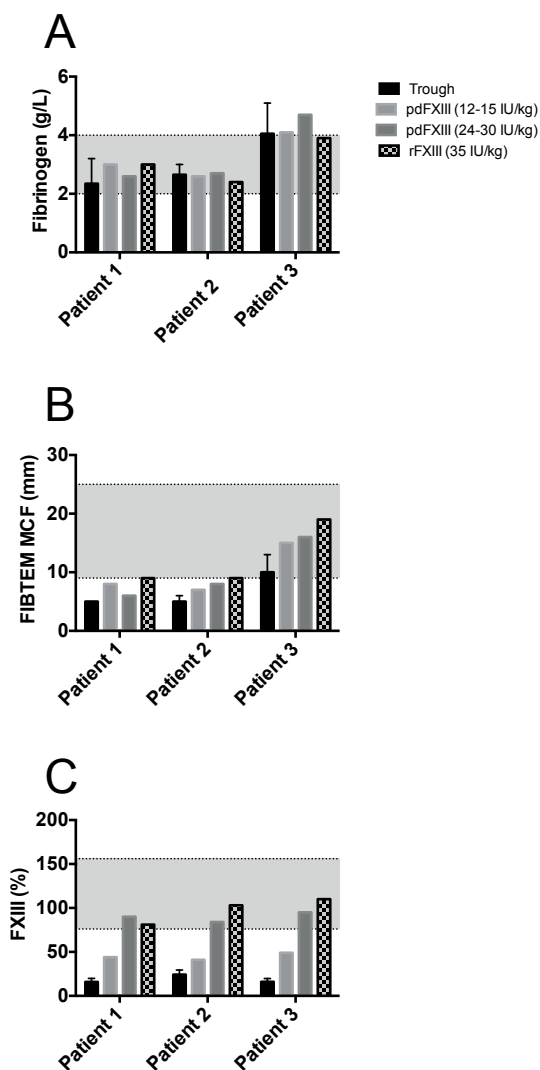 A
6
4
2
0
Fibrinogen (g/L)
Patient 1
Patient 2
Patient 3
Trough
pdFXIII (12-15 IU/kg)
pdFXIII (24-30 IU/kg)
rFXIII (35 IU/kg)
B
30
20
10
0
FIBTEM MCF (mm)
Patient 1
Patient 2
Patient 3
C
200
150
100
50
0
FXIII (%)
Patient 1
Patient 2
Patient 3